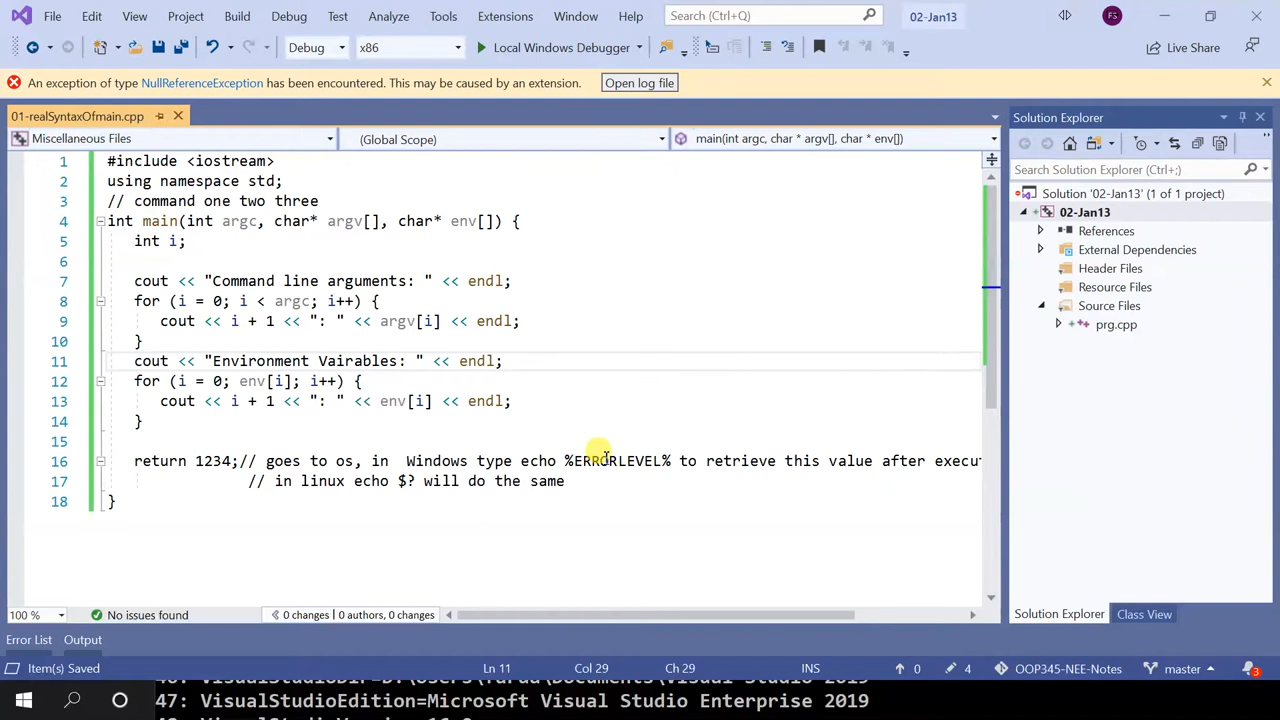 File Edit View Project Build Debug Test Analyze Tools Extensions Window Help Search (Ctrl+Q) 02-Jan13 FS
Debug x86 Local Windows Debugger Live Share
An exception of type NullReferenceException has been encountered. This may be caused by an extension. Open log file
01-realSyntaxOfmain.cpp
Miscellaneous Files (Global Scope) main(int argc, char * argv[], char * env[])
1 #include <iostream>
2 using namespace std;
3 // command one two three
4 int main(int argc, char* argv[], char* env[]) {
5 int i;
6
7 cout << "Command line arguments: " << endl;
8 for (i = 0; i < argc; i++) {
9 cout << i + 1 << ": " << argv[i] << endl;
10 }
11 cout << "Environment Vairables: " << endl;
12 for (i = 0; env[i]; i++) {
13 cout << i + 1 << ": " << env[i] << endl;
14 }
15
16 return 1234;// goes to os, in  Windows type echo %ERRORLEVEL% to retrieve this value after execu
17 // in linux echo $? will do the same
18 }
100 % No issues found 0 changes | 0 authors, 0 changes
Solution Explorer
Search Solution Explorer (Ctrl+;)
Solution '02-Jan13' (1 of 1 project)
02-Jan13
References
External Dependencies
Header Files
Resource Files
Source Files
prg.cpp
Solution Explorer Class View
Error List Output
Item(s) Saved Ln 11 Col 29 Ch 29 INS 0 4 OOP345-NEE-Notes master 3
47: VisualStudioEdition=Microsoft Visual Studio Enterprise 2019